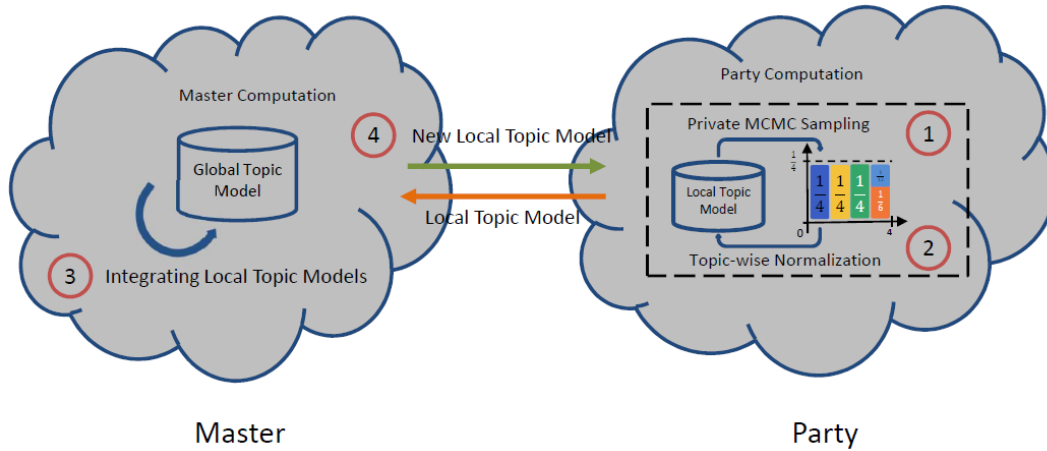 Master Computation
4
Global Topic
Model
3
Integrating Local Topic Models
New Local Topic Model
Local Topic Model
Party Computation
Private MCMC Sampling
1
Local Topic
Model
1/4
1/4
1/4
1/4
1/6
0
4
2
Topic-wise Normalization
Master
Party